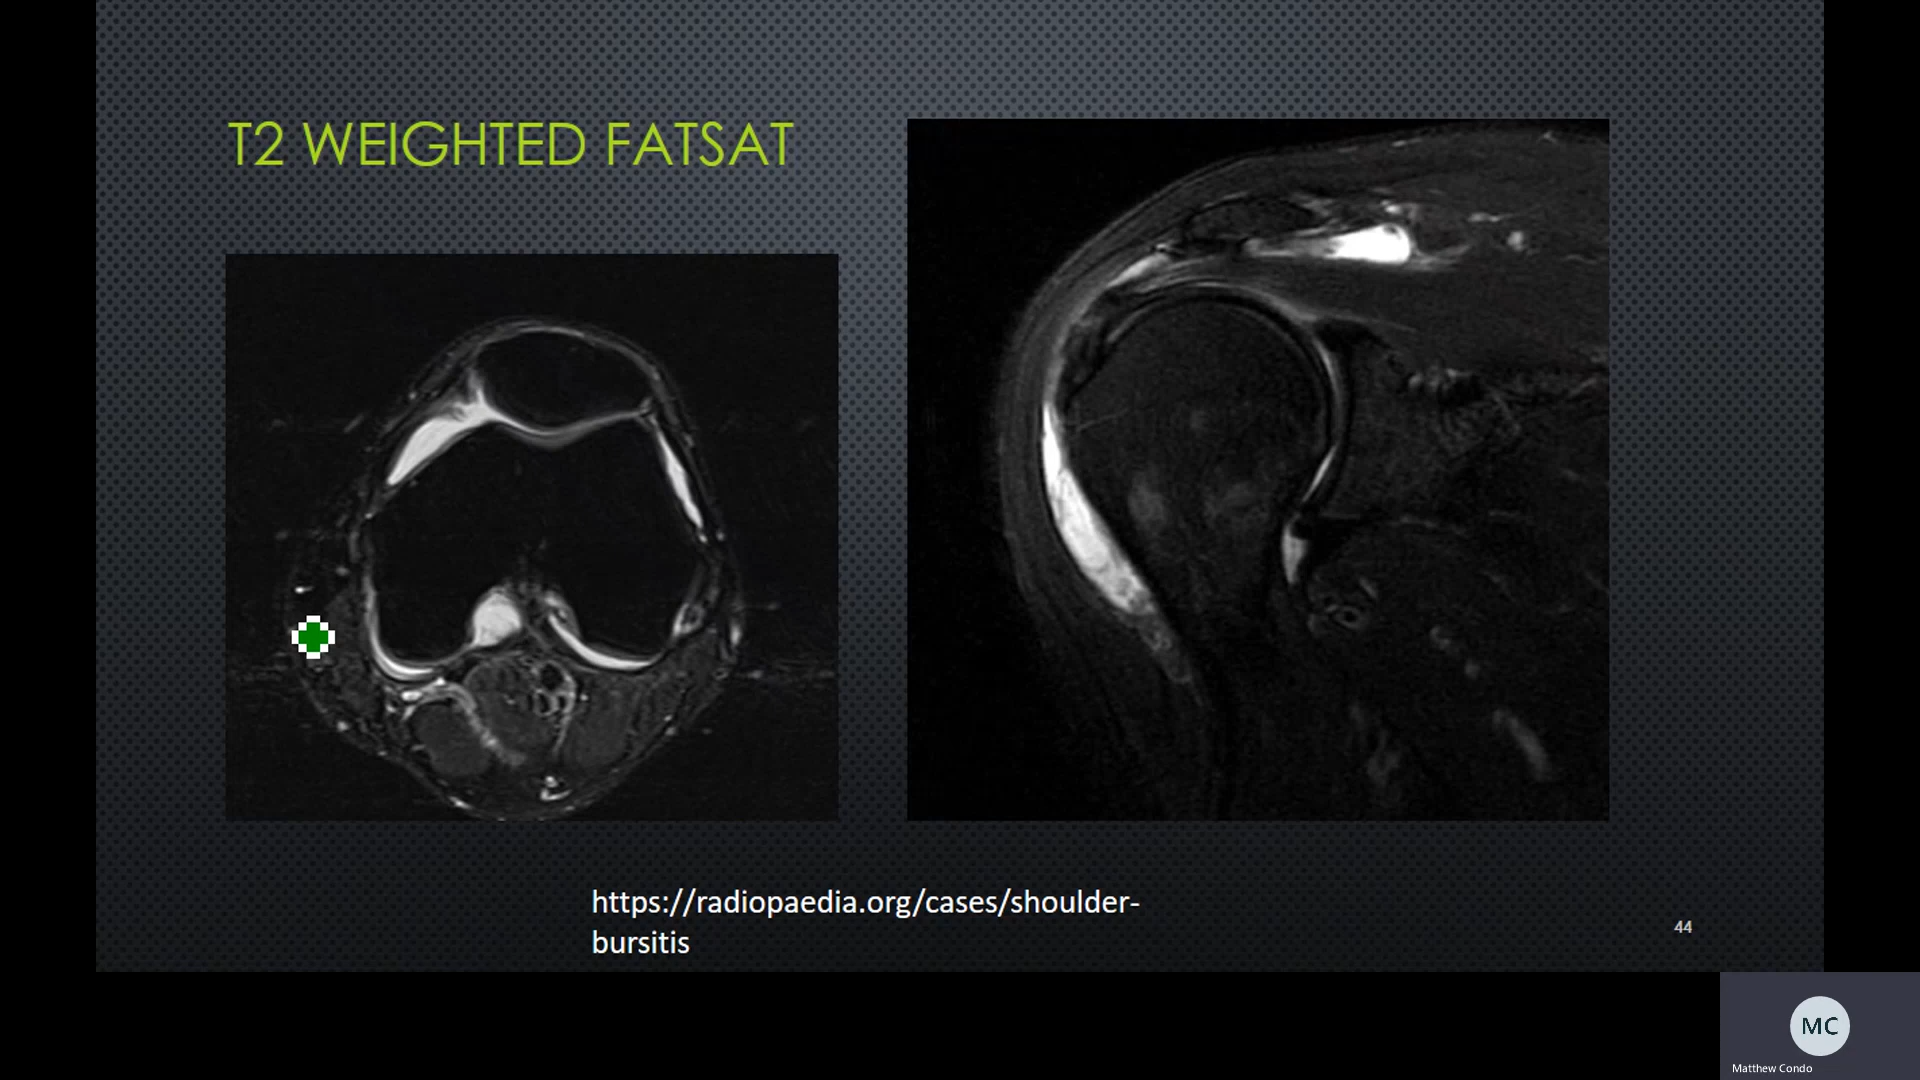 T2 WEIGHTED FATSAT
https://radiopaedia.org/cases/shoulder-
bursitis
44
MC
Matthew Condo